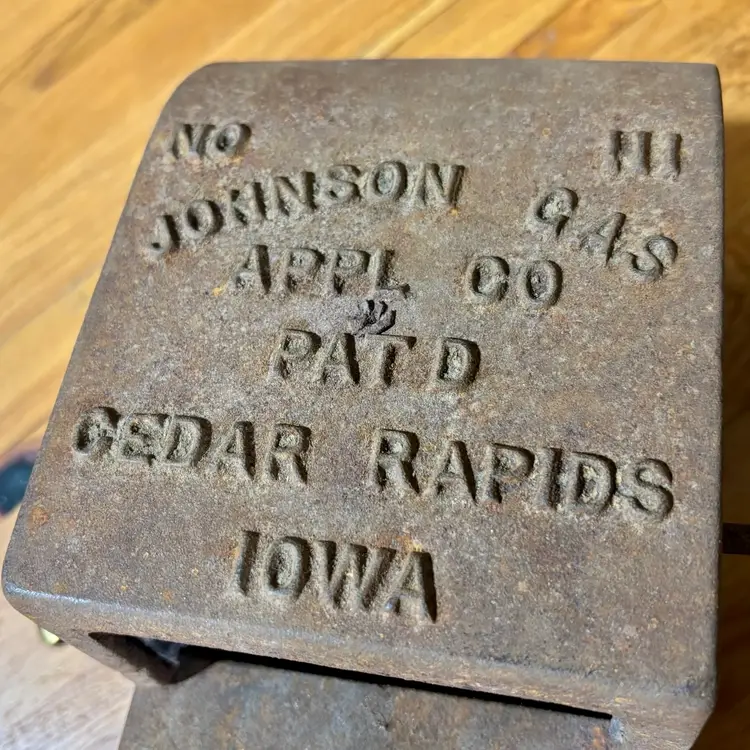 NO 111
JOHNSON GAS
APPL CO
PAT D
CEDAR RAPIDS
IOWA